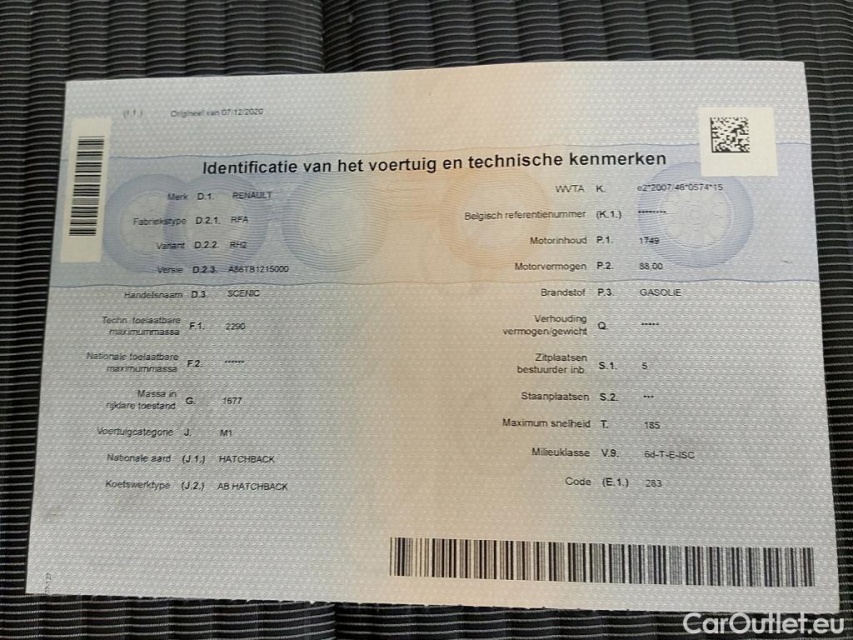 (I.1.) Origineel van 07/12/2020
Identificatie van het voertuig en technische kenmerken
Merk D.1. RENAULT
Fabriekstype D.2.1. RFA
Variant D.2.2. RH2
Versie D.2.3. A86TB1215000
Handelsnaam D.3. SCENIC
Techn. toelaatbare
maximummassa F.1. 2290
Nationale toelaatbare
maximummassa F.2. ******
Massa in
rijklare toestand G. 1677
Voertuigcategorie J. M1
Nationale aard (J.1.) HATCHBACK
Koetswerktype (J.2.) AB HATCHBACK
WVTA K. e2*2007/46*0574*15
Belgisch referentienummer (K.1.) ********
Motorinhoud P.1. 1749
Motorvermogen P.2. 88.00
Brandstof P.3. GASOLIE
Verhouding
vermogen/gewicht Q. *****
Zitplaatsen
bestuurder inb. S.1. 5
Staanplaatsen S.2. ***
Maximum snelheid T. 185
Milieuklasse V.9. 6d-T-E-ISC
Code (E.1.) 283
CarOutlet.eu